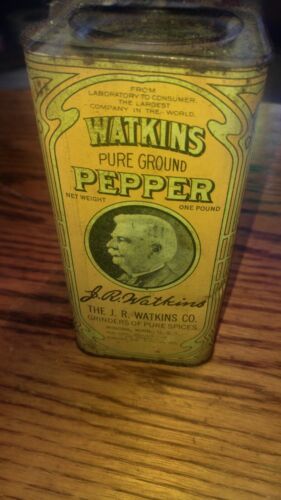 FROM
LABORATORY TO CONSUMER.
THE LARGEST
COMPANY IN THE WORLD.
WATKINS
PURE GROUND
PEPPER
NET WEIGHT ONE POUND
J.R. Watkins
THE J. R. WATKINS CO.
GRINDERS OF PURE SPICES.